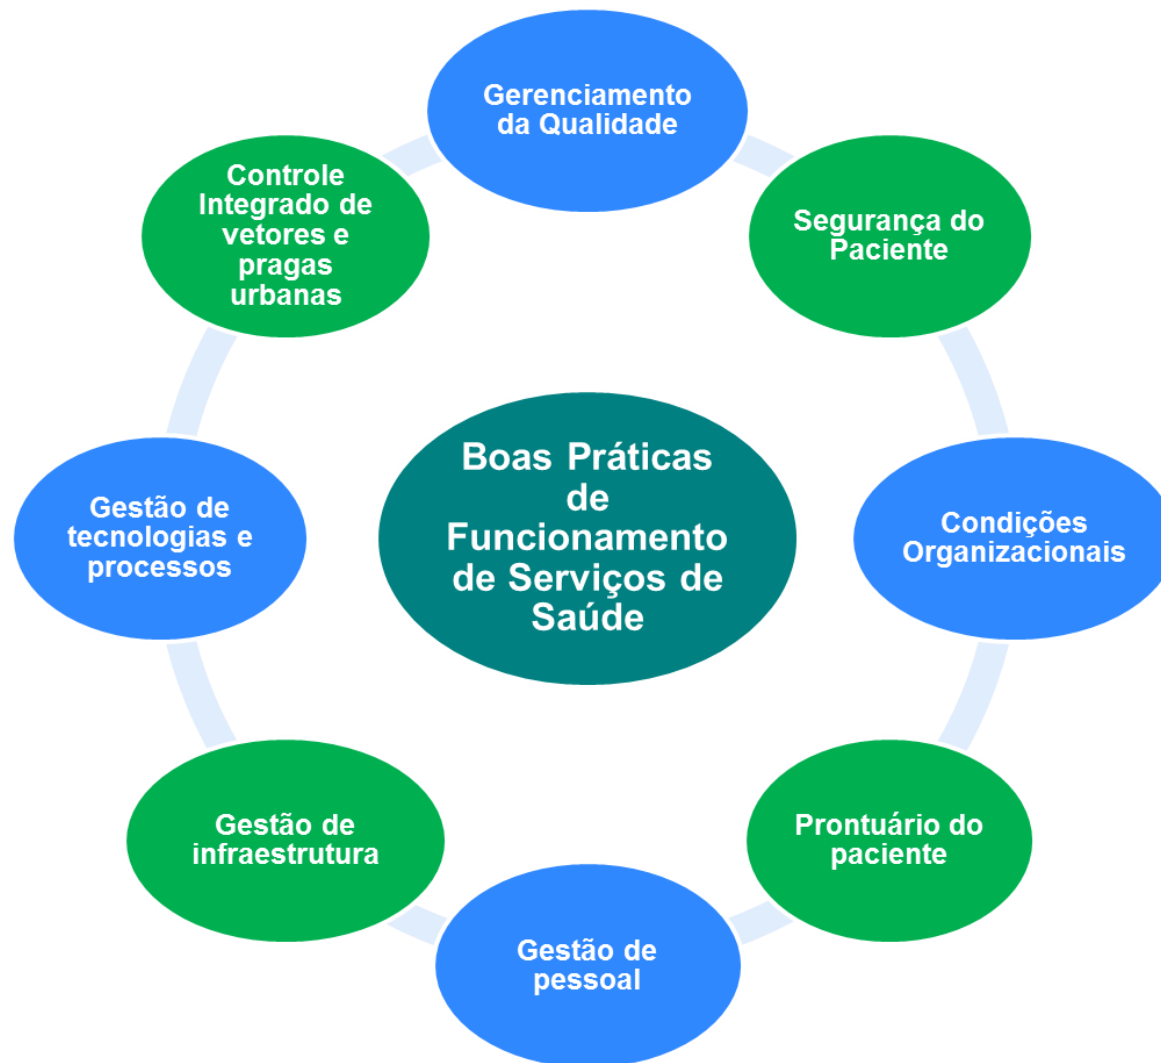 Gerenciamento
da Qualidade
Segurança do
Paciente
Condições
Organizacionais
Prontuário do
paciente
Gestão de
pessoal
Gestão de
infraestrutura
Gestão de
tecnologias e
processos
Controle
Integrado de
vetores e
pragas
urbanas
Boas Práticas
de
Funcionamento
de Serviços de
Saúde